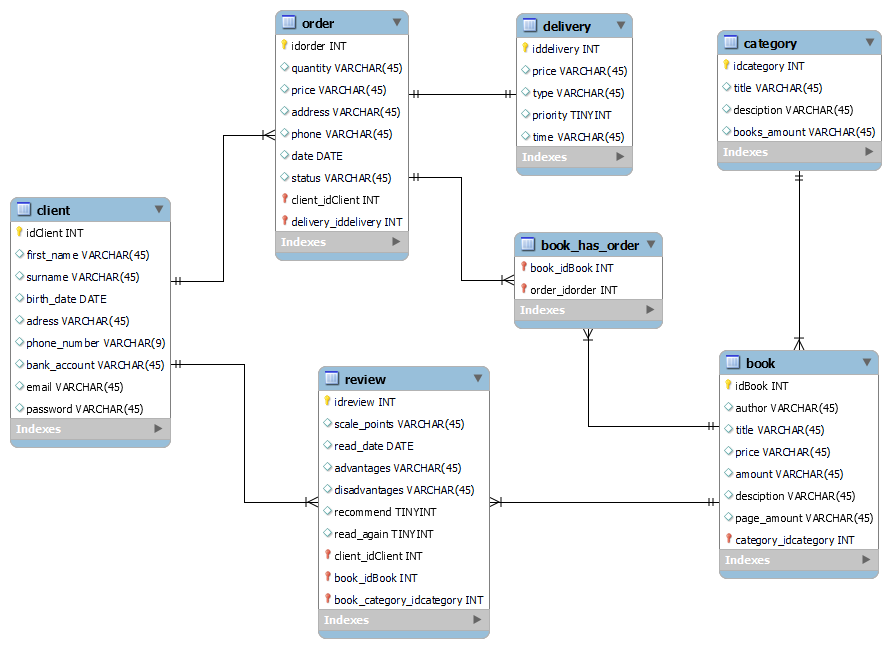 order
idorder INT
quantity VARCHAR(45)
price VARCHAR(45)
address VARCHAR(45)
phone VARCHAR(45)
date DATE
status VARCHAR(45)
client_idClient INT
delivery_iddelivery INT
Indexes
delivery
iddelivery INT
price VARCHAR(45)
type VARCHAR(45)
priority TINYINT
time VARCHAR(45)
Indexes
category
idcategory INT
title VARCHAR(45)
desciption VARCHAR(45)
books_amount VARCHAR(45)
Indexes
client
idClient INT
first_name VARCHAR(45)
surname VARCHAR(45)
birth_date DATE
adress VARCHAR(45)
phone_number VARCHAR(9)
bank_account VARCHAR(45)
email VARCHAR(45)
password VARCHAR(45)
Indexes
book_has_order
book_idBook INT
order_idorder INT
Indexes
review
idreview INT
scale_points VARCHAR(45)
read_date DATE
advantages VARCHAR(45)
disadvantages VARCHAR(45)
recommend TINYINT
read_again TINYINT
client_idClient INT
book_idBook INT
book_category_idcategory INT
Indexes
book
idBook INT
author VARCHAR(45)
title VARCHAR(45)
price VARCHAR(45)
amount VARCHAR(45)
desciption VARCHAR(45)
page_amount VARCHAR(45)
category_idcategory INT
Indexes